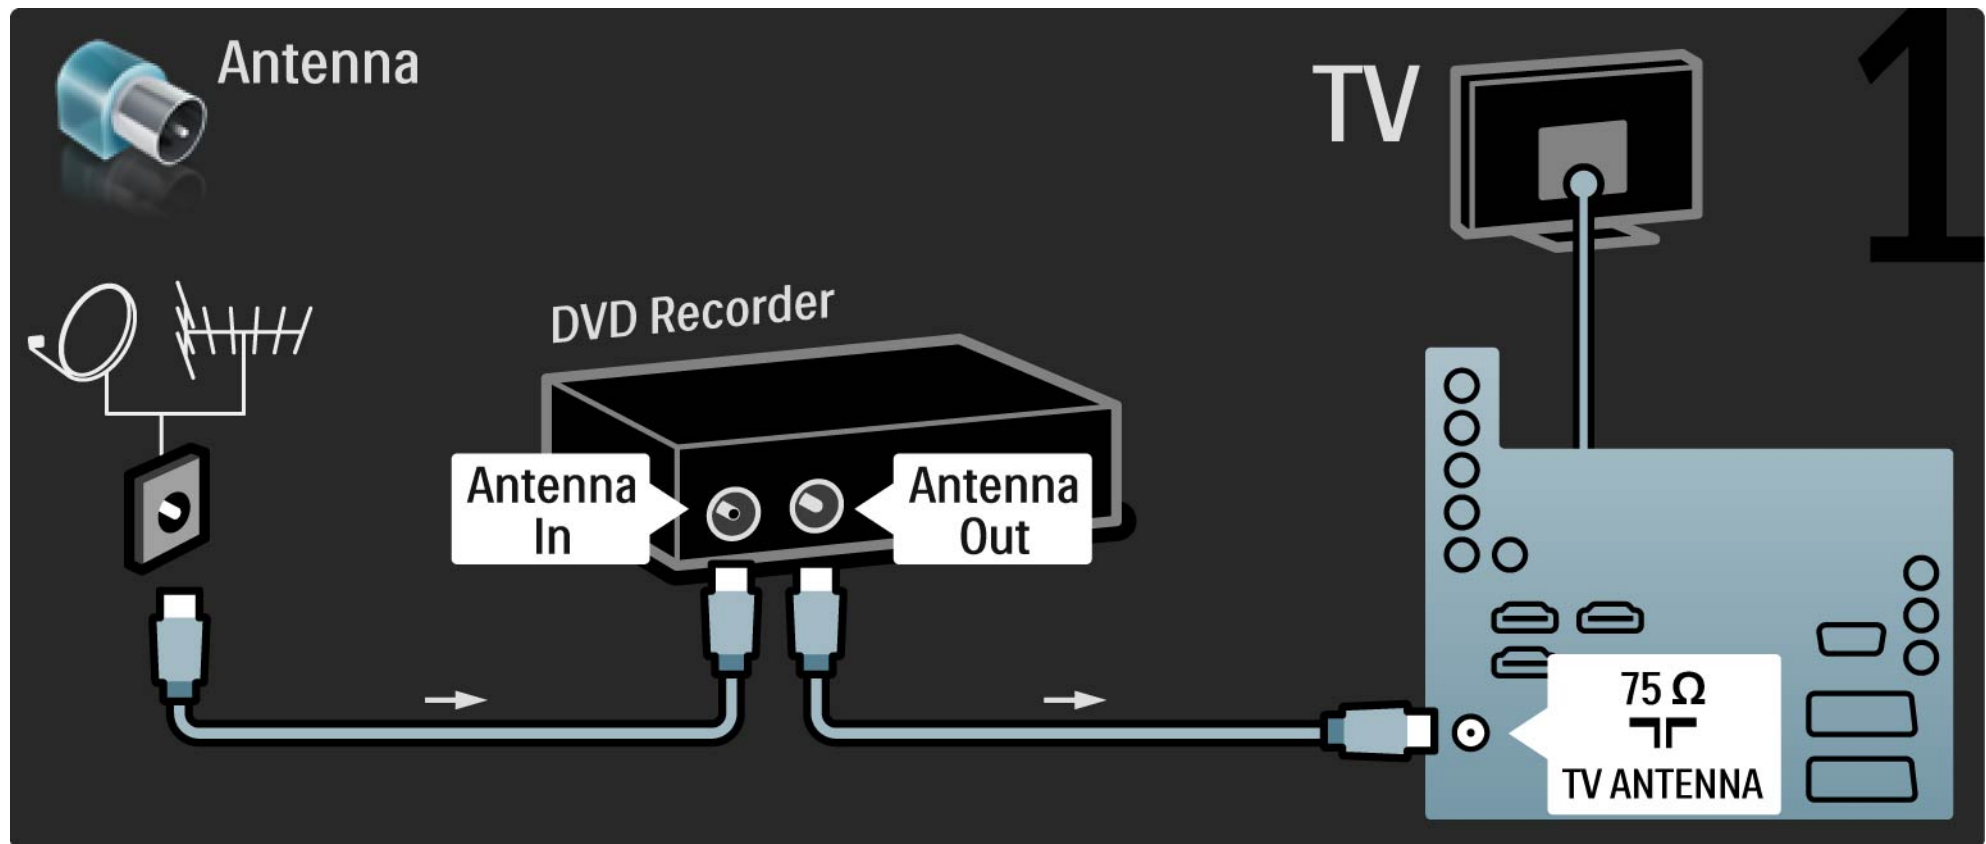 Antenna
TV
1
DVD Recorder
Antenna
In
Antenna
Out
75 Ω
TV ANTENNA